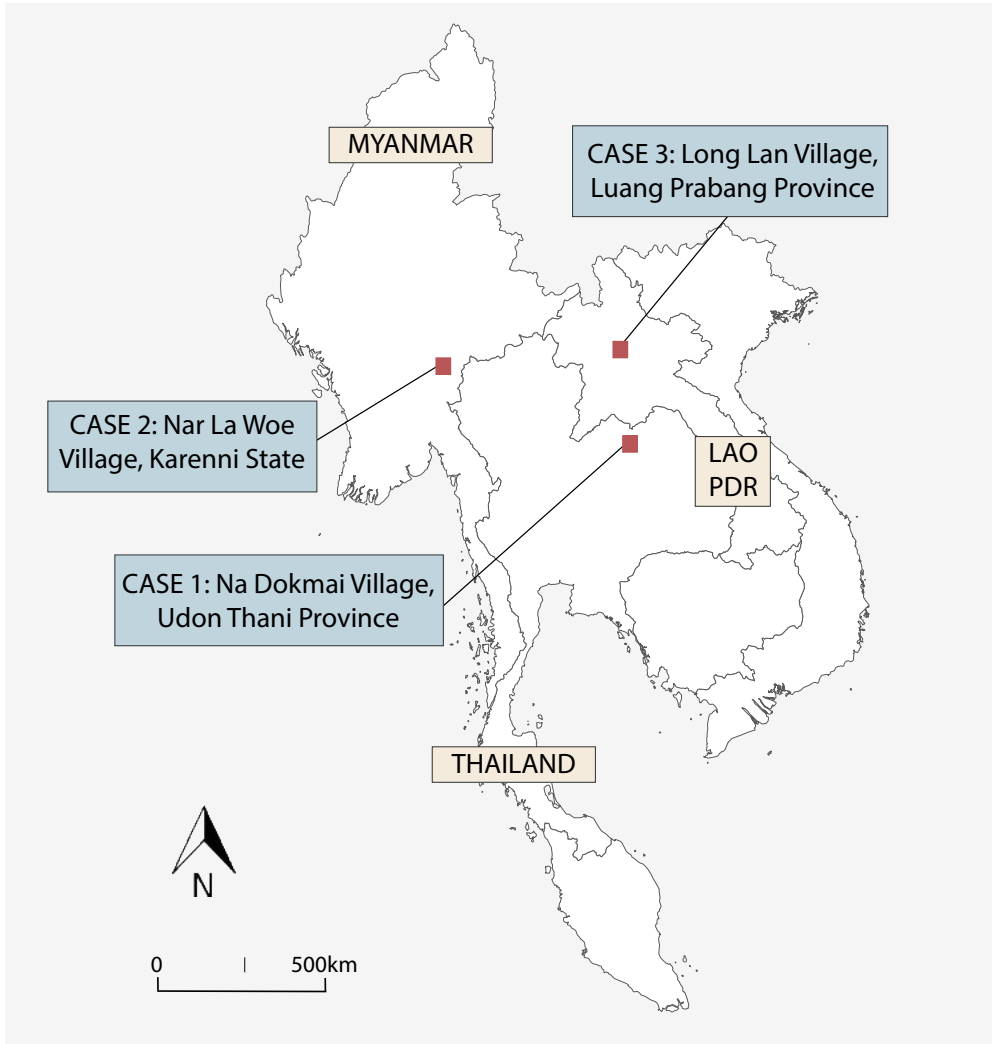 MYANMAR
CASE 3: Long Lan Village,
Luang Prabang Province
CASE 2: Nar La Woe
Village, Karenni State
LAO
PDR
CASE 1: Na Dokmai Village,
Udon Thani Province
THAILAND
N
0 500km